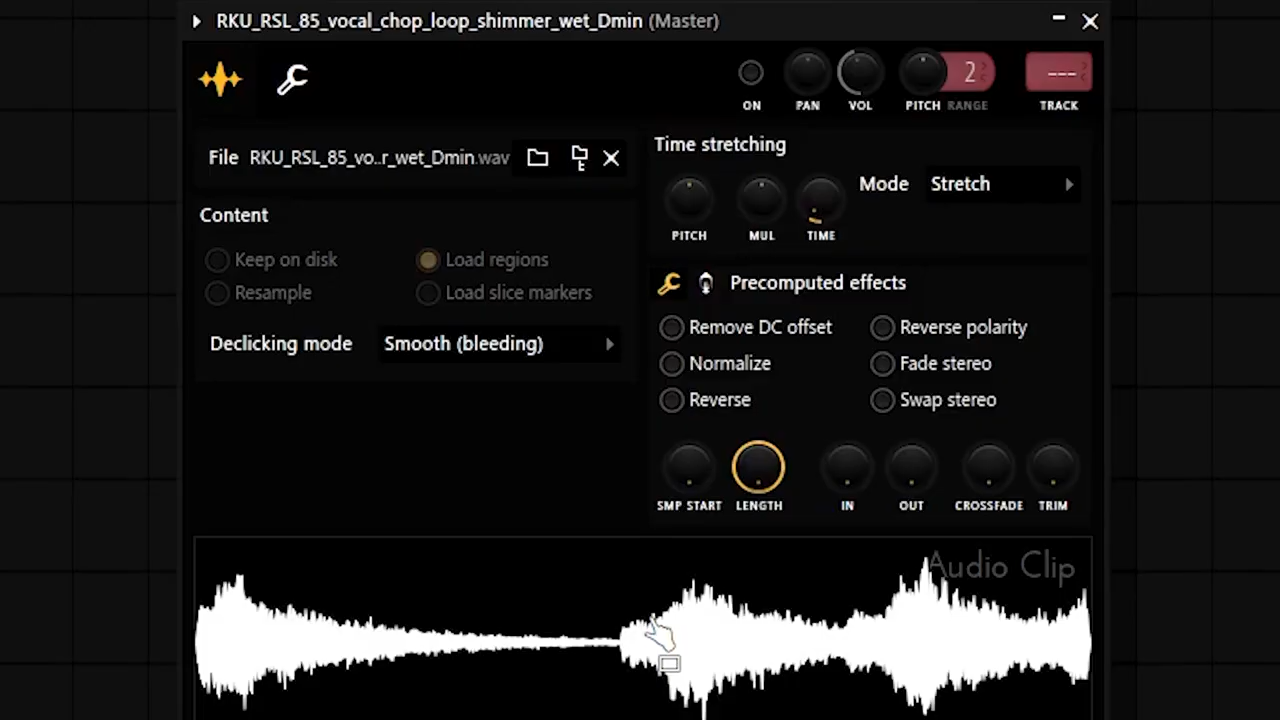 RKU_RSL_85_vocal_chop_loop_shimmer_wet_Dmin (Master)
ON PAN VOL PITCH 2 RANGE --- TRACK
File RKU_RSL_85_vo..r_wet_Dmin.wav
Time stretching
PITCH MUL TIME Mode Stretch
Content
Keep on disk Load regions
Resample Load slice markers
Declicking mode Smooth (bleeding)
Precomputed effects
Remove DC offset Reverse polarity
Normalize Fade stereo
Reverse Swap stereo
SMP START LENGTH IN OUT CROSSFADE TRIM
Audio Clip